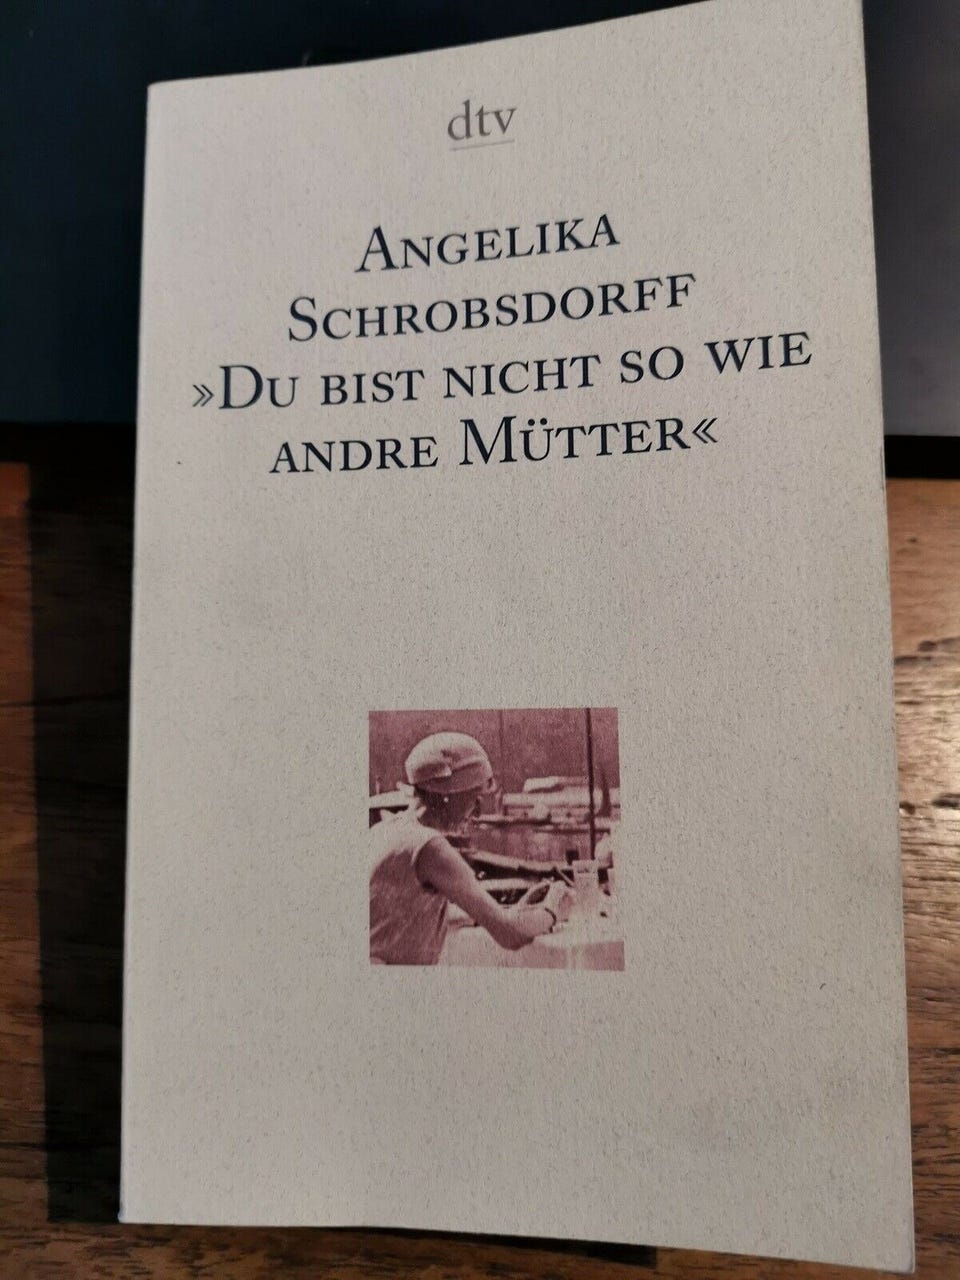 dtv
ANGELIKA
SCHROBSDORFF
»DU BIST NICHT SO WIE
ANDRE MÜTTER«